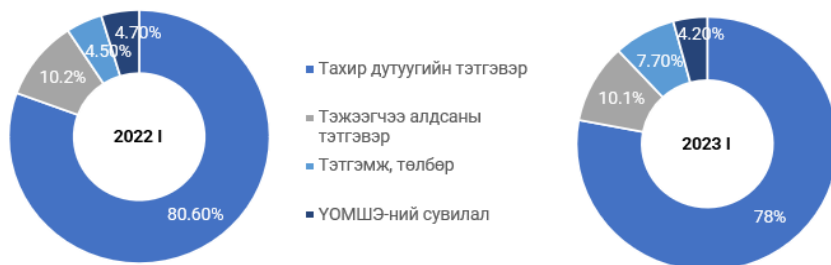 4.70%
4.50%
10.2%
2022 I
80.60%
Тахир дутуугийн тэтгэвэр
Тэжээгчээ алдсаны
тэтгэвэр
Тэтгэмж, төлбөр
ҮОМШӨ-ний сувилал
4.20%
7.70%
10.1%
2023 I
78%